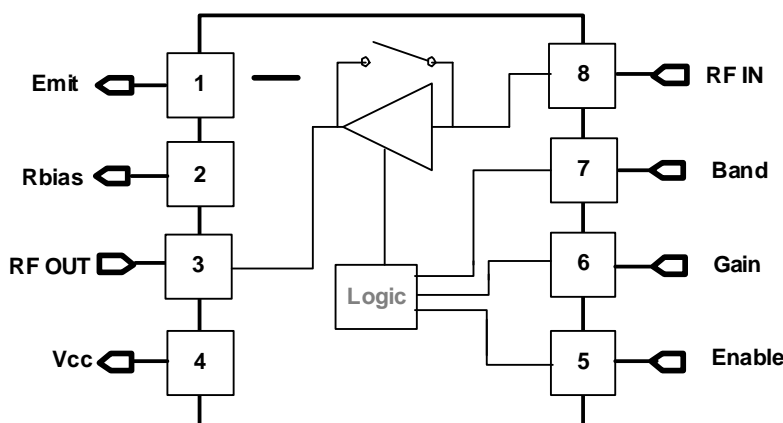 Emit 1 8 RF IN
Rbias 2 7 Band
RF OUT 3 6 Gain
Logic
Vcc 4 5 Enable